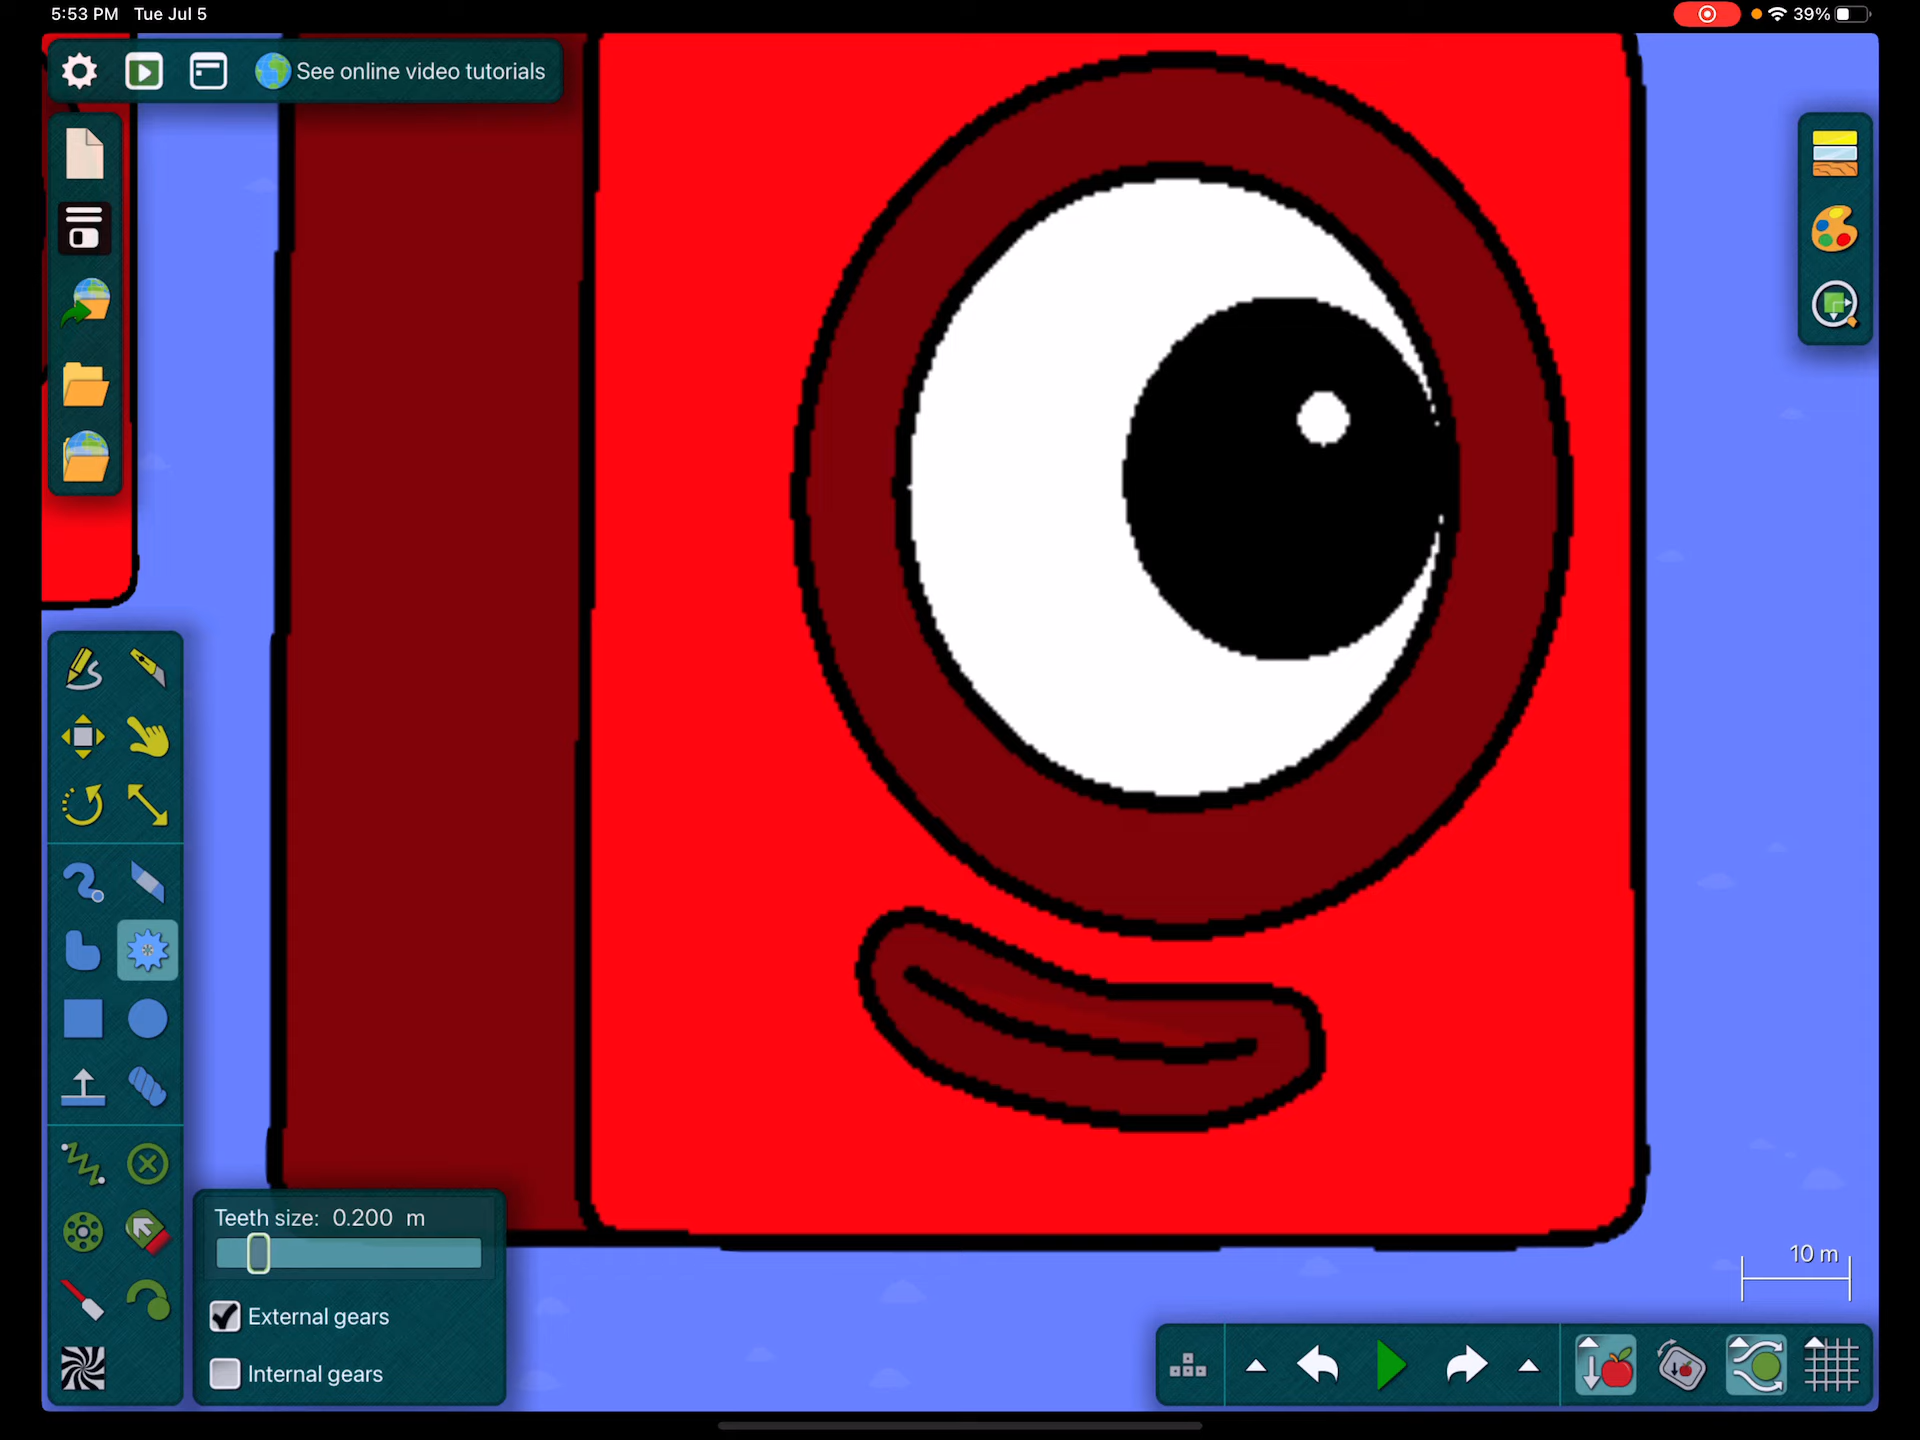 5:53 PM Tue Jul 5
39%
See online video tutorials
Teeth size: 0.200 m
External gears
Internal gears
10 m